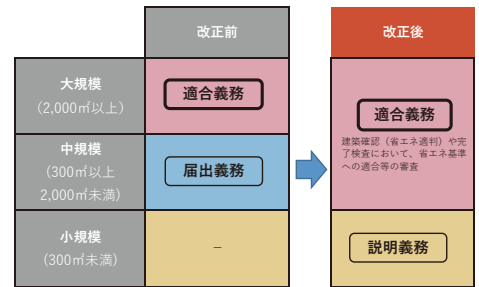 改正前
改正後
大規模
（2,000㎡以上）
適合義務
適合義務
建築確認（省エネ適判）や完
了検査において、省エネ基準
への適合等の審査
中規模
（300㎡以上
2,000㎡未満）
届出義務
小規模
（300㎡未満）
–
説明義務